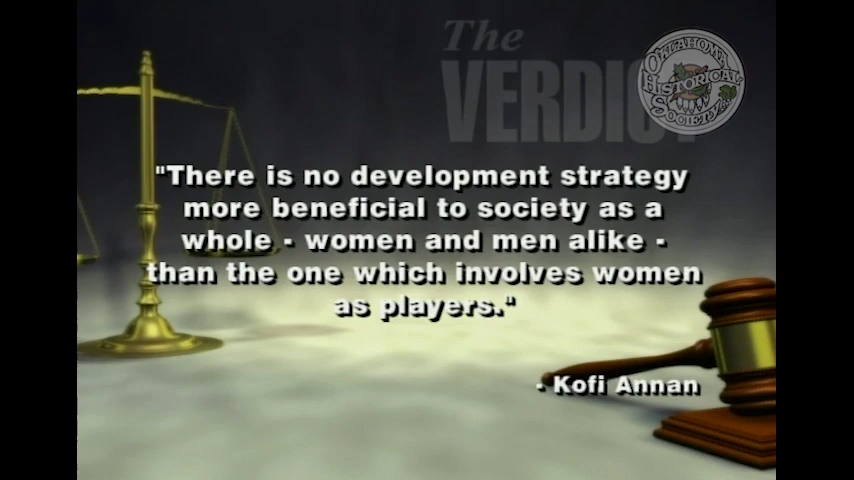 The
VERDICT
OKLAHOMA
HISTORICAL
SOCIETY
"There is no development strategy
more beneficial to society as a
whole - women and men alike -
than the one which involves women
as players."
- Kofi Annan